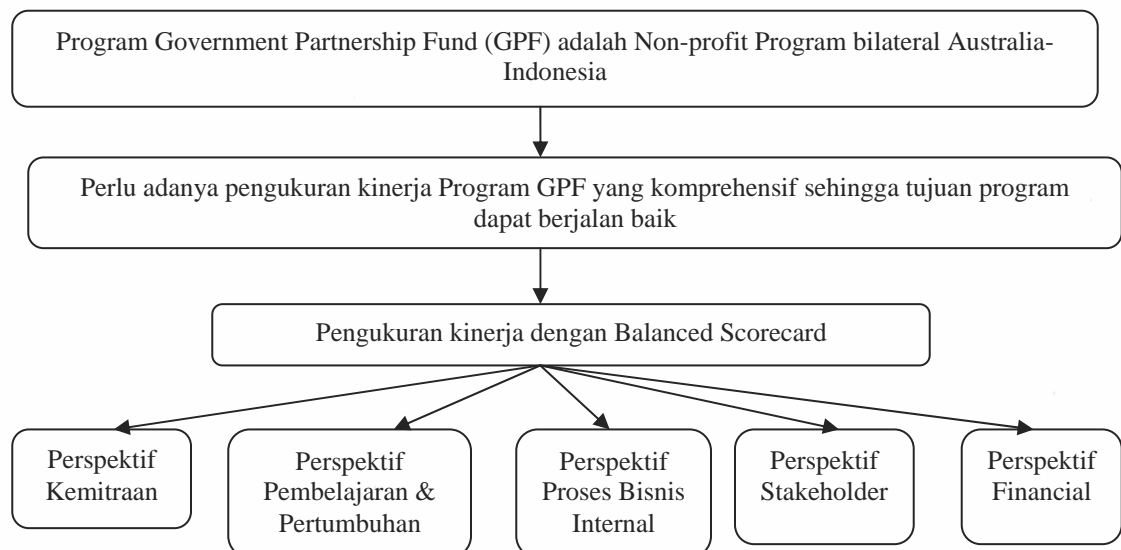 Program Government Partnership Fund (GPF) adalah Non-profit Program bilateral Australia-
Indonesia
Perlu adanya pengukuran kinerja Program GPF yang komprehensif sehingga tujuan program
dapat berjalan baik
Pengukuran kinerja dengan Balanced Scorecard
Perspektif
Kemitraan
Perspektif
Pembelajaran &
Pertumbuhan
Perspektif
Proses Bisnis
Internal
Perspektif
Stakeholder
Perspektif
Financial